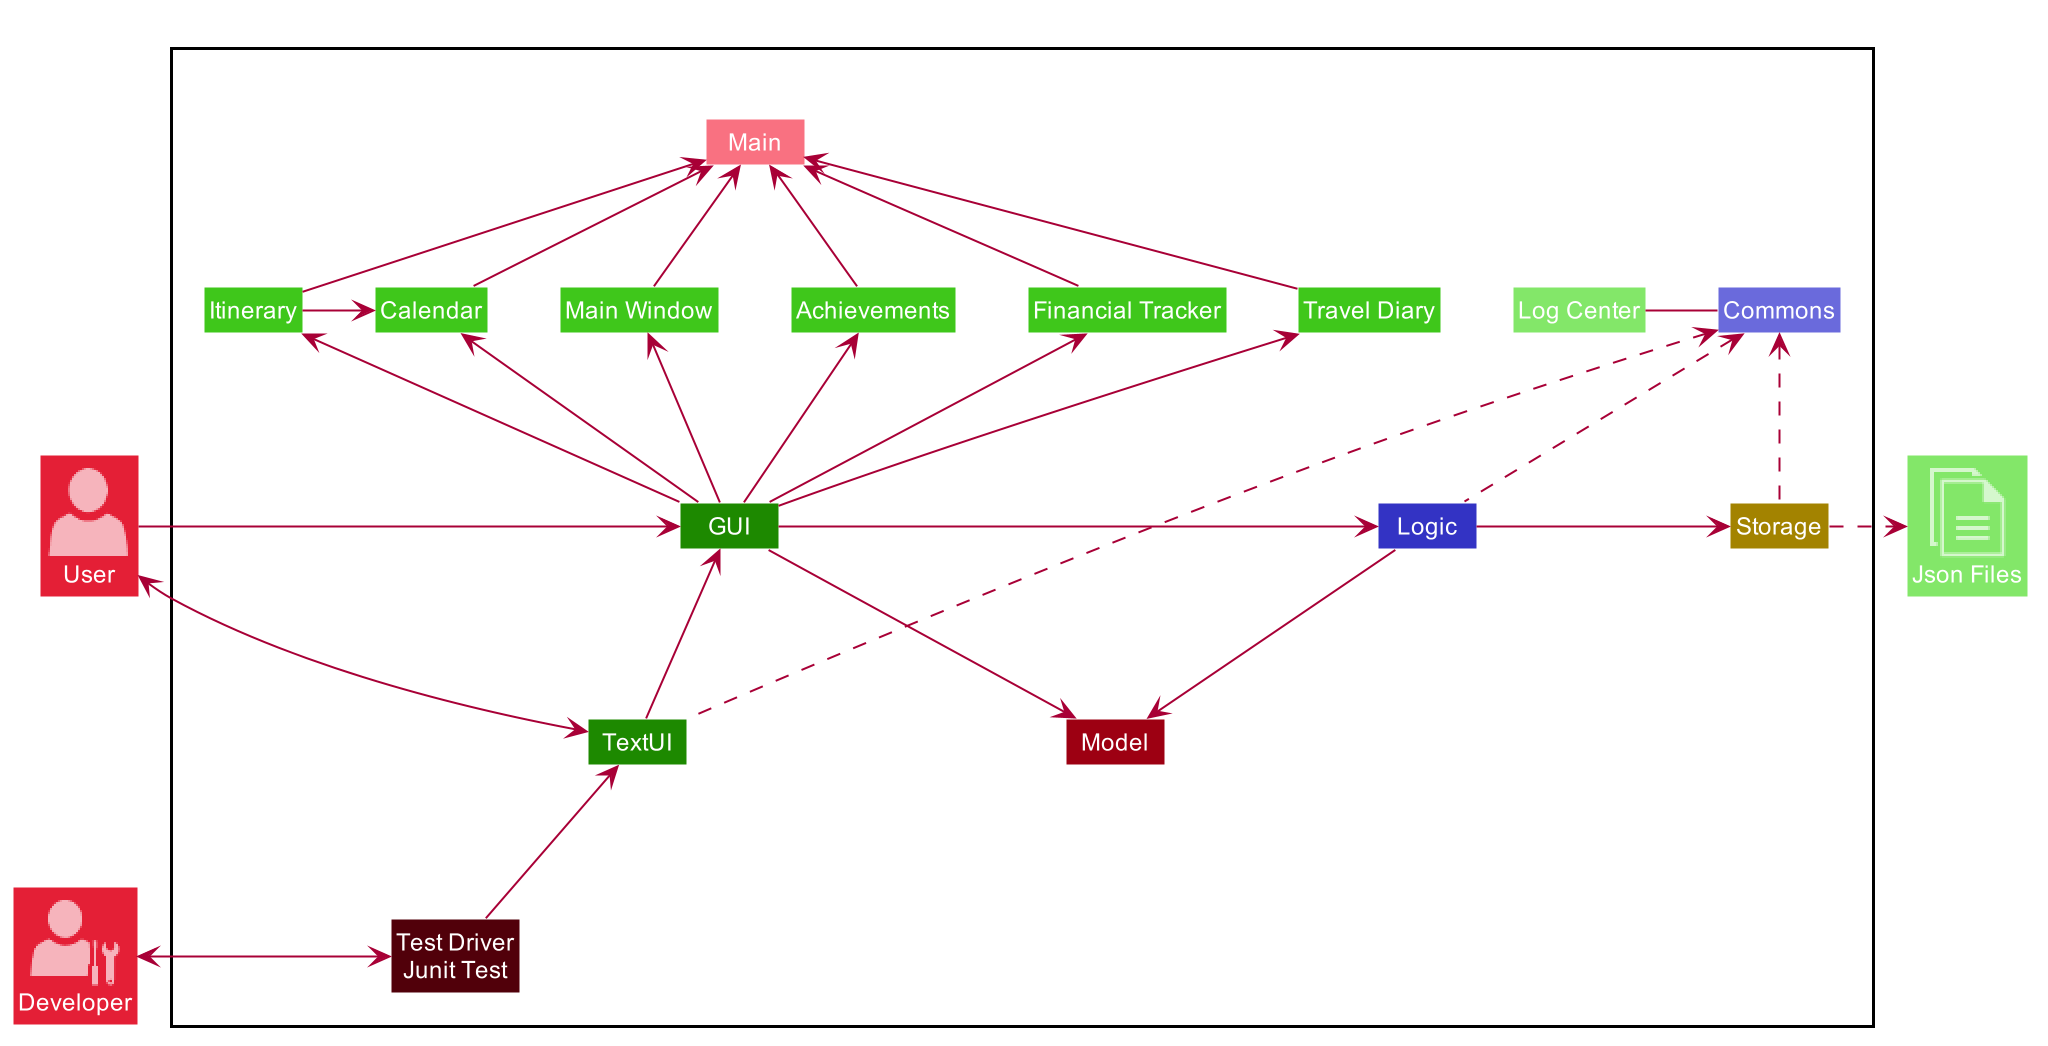 Main
Itinerary
Calendar
Main Window
Achievements
Financial Tracker
Travel Diary
Log Center
Commons
User
GUI
Logic
Storage
Json Files
TextUI
Model
Test Driver
Junit Test
Developer